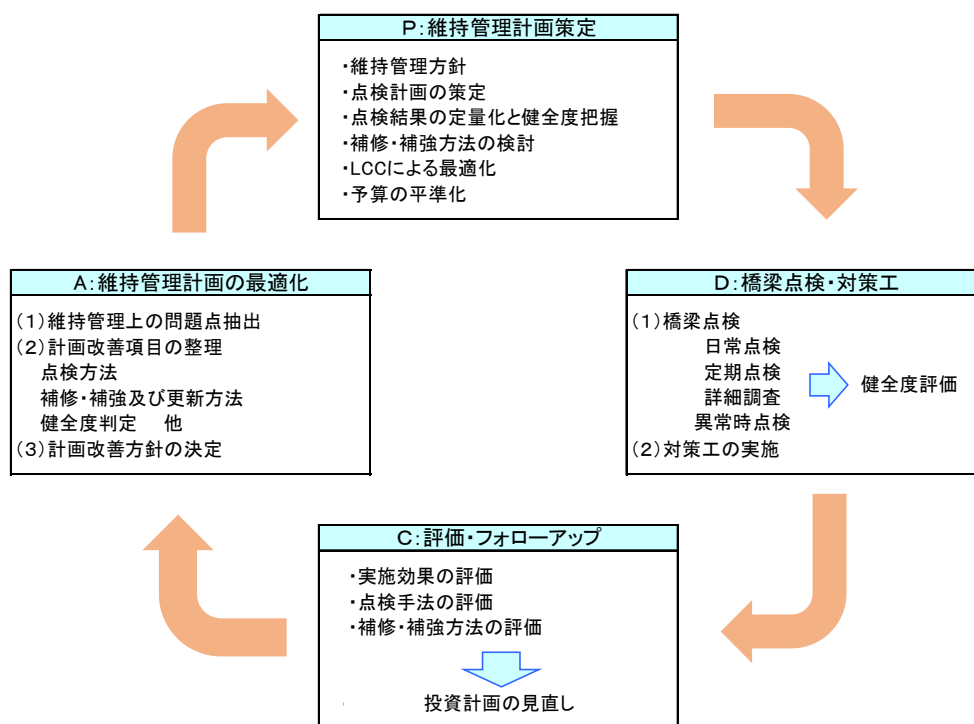 P:維持管理計画策定
・維持管理方針
・点検計画の策定
・点検結果の定量化と健全度把握
・補修・補強方法の検討
・LCCによる最適化
・予算の平準化
A:維持管理計画の最適化
(1)維持管理上の問題点抽出
(2)計画改善項目の整理
点検方法
補修・補強及び更新方法
健全度判定 他
(3)計画改善方針の決定
D:橋梁点検・対策工
(1)橋梁点検
日常点検
定期点検
詳細調査
異常時点検
健全度評価
(2)対策工の実施
C:評価・フォローアップ
・実施効果の評価
・点検手法の評価
・補修・補強方法の評価
投資計画の見直し